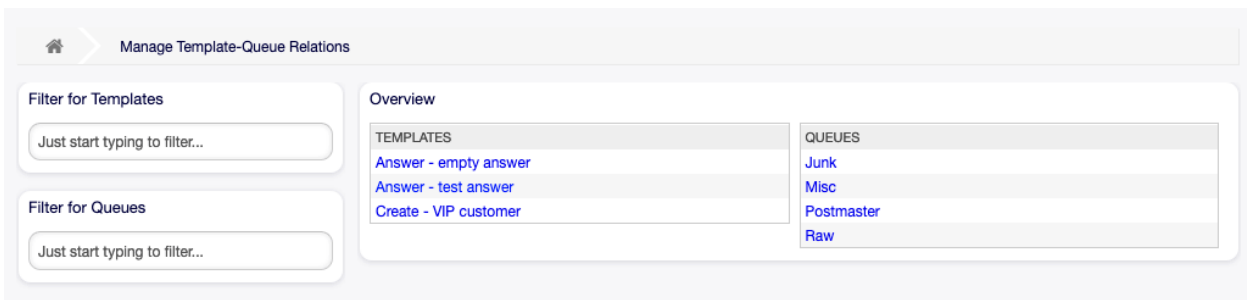 Manage Template-Queue Relations
Filter for Templates
Just start typing to filter...
Filter for Queues
Just start typing to filter...
Overview
TEMPLATES
Answer - empty answer
Answer - test answer
Create - VIP customer
QUEUES
Junk
Misc
Postmaster
Raw